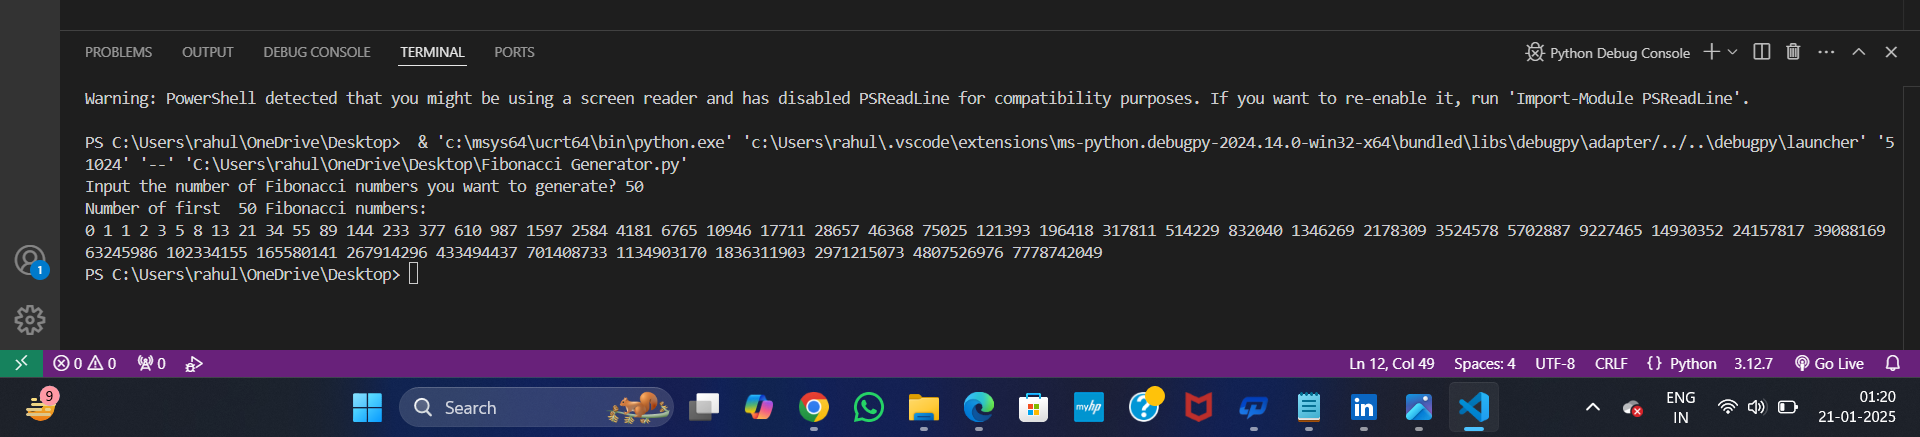 PROBLEMS OUTPUT DEBUG CONSOLE TERMINAL PORTS Python Debug Console
Warning: PowerShell detected that you might be using a screen reader and has disabled PSReadLine for compatibility purposes. If you want to re-enable it, run 'Import-Module PSReadLine'.
PS C:\Users\rahul\OneDrive\Desktop>  & 'c:\msys64\ucrt64\bin\python.exe' 'c:\Users\rahul\.vscode\extensions\ms-python.debugpy-2024.14.0-win32-x64\bundled\libs\debugpy\adapter/../..\debugpy\launcher' '5
1024' '--' 'C:\Users\rahul\OneDrive\Desktop\Fibonacci Generator.py'
Input the number of Fibonacci numbers you want to generate? 50
Number of first  50 Fibonacci numbers:
0 1 1 2 3 5 8 13 21 34 55 89 144 233 377 610 987 1597 2584 4181 6765 10946 17711 28657 46368 75025 121393 196418 317811 514229 832040 1346269 2178309 3524578 5702887 9227465 14930352 24157817 39088169
63245986 102334155 165580141 267914296 433494437 701408733 1134903170 1836311903 2971215073 4807526976 7778742049
PS C:\Users\rahul\OneDrive\Desktop>
1
0 0 0 Ln 12, Col 49 Spaces: 4 UTF-8 CRLF {} Python 3.12.7 Go Live
9 Search myhp ? in ENG 01:20
IN 21-01-2025